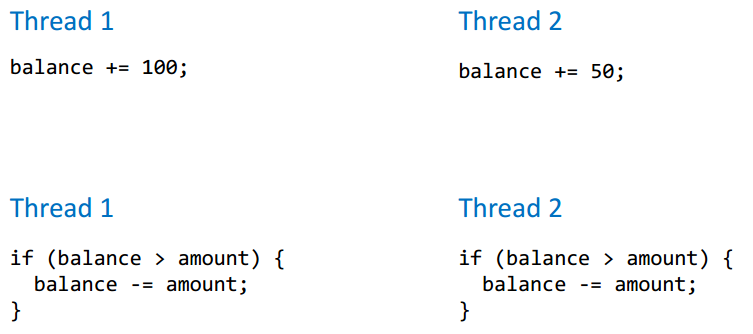 Thread 1
Thread 2
balance += 100;
balance += 50;
Thread 1
Thread 2
if (balance > amount) {
  balance -= amount;
}
if (balance > amount) {
  balance -= amount;
}